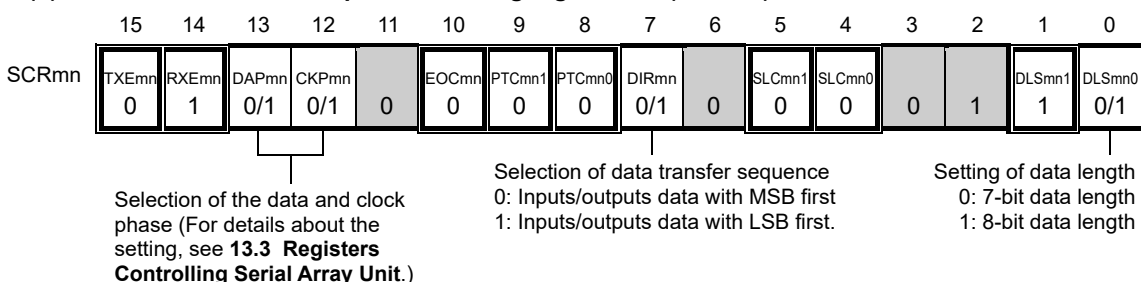 15 14 13 12 11 10 9 8 7 6 5 4 3 2 1 0
SCRmn TXEmn RXEmn DAPmn CKPmn EOCmn PTCmn1 PTCmn0 DIRmn SLCmn1 SLCmn0 DLSmn1 DLSmn0
0 1 0/1 0/1 0 0 0 0 0/1 0 0 0 0 1 1 0/1
Selection of the data and clock
phase (For details about the
setting, see 13.3 Registers
Controlling Serial Array Unit.)
Selection of data transfer sequence
0: Inputs/outputs data with MSB first
1: Inputs/outputs data with LSB first.
Setting of data length
0: 7-bit data length
1: 8-bit data length